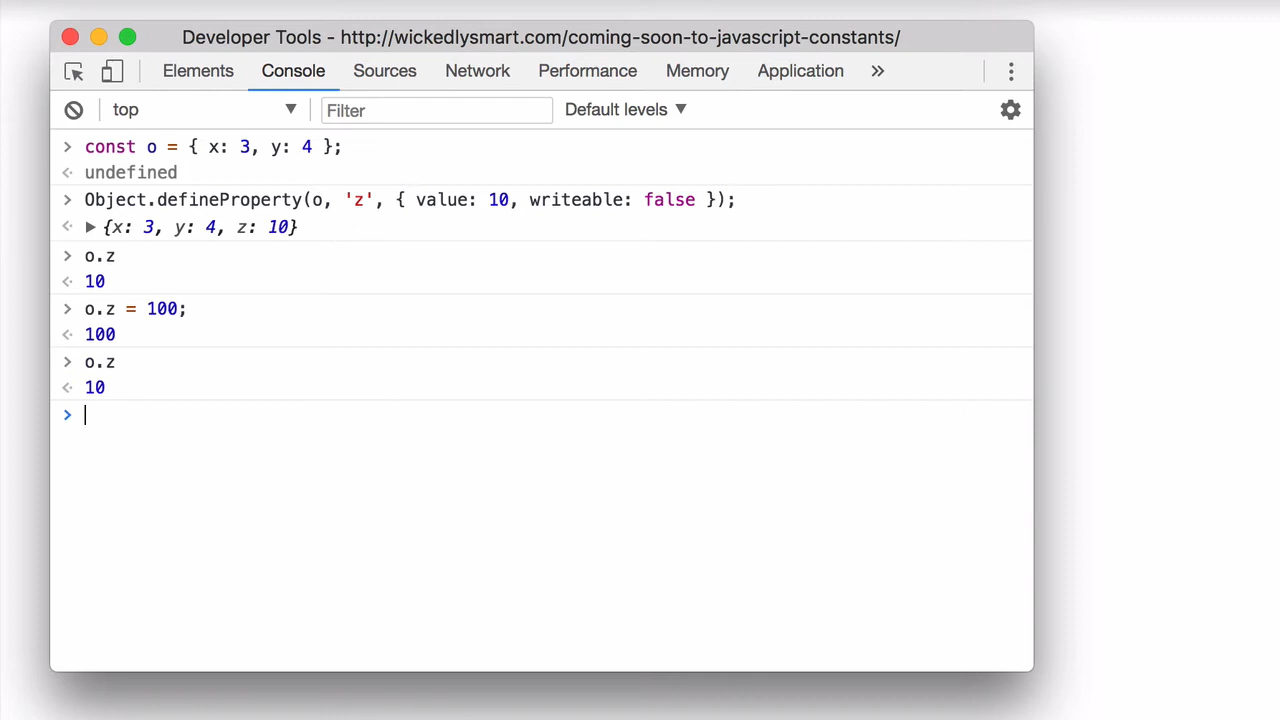 Developer Tools - http://wickedlysmart.com/coming-soon-to-javascript-constants/
Elements Console Sources Network Performance Memory Application »
top Filter Default levels
const o = { x: 3, y: 4 };
undefined
Object.defineProperty(o, 'z', { value: 10, writeable: false });
{x: 3, y: 4, z: 10}
o.z
10
o.z = 100;
100
o.z
10